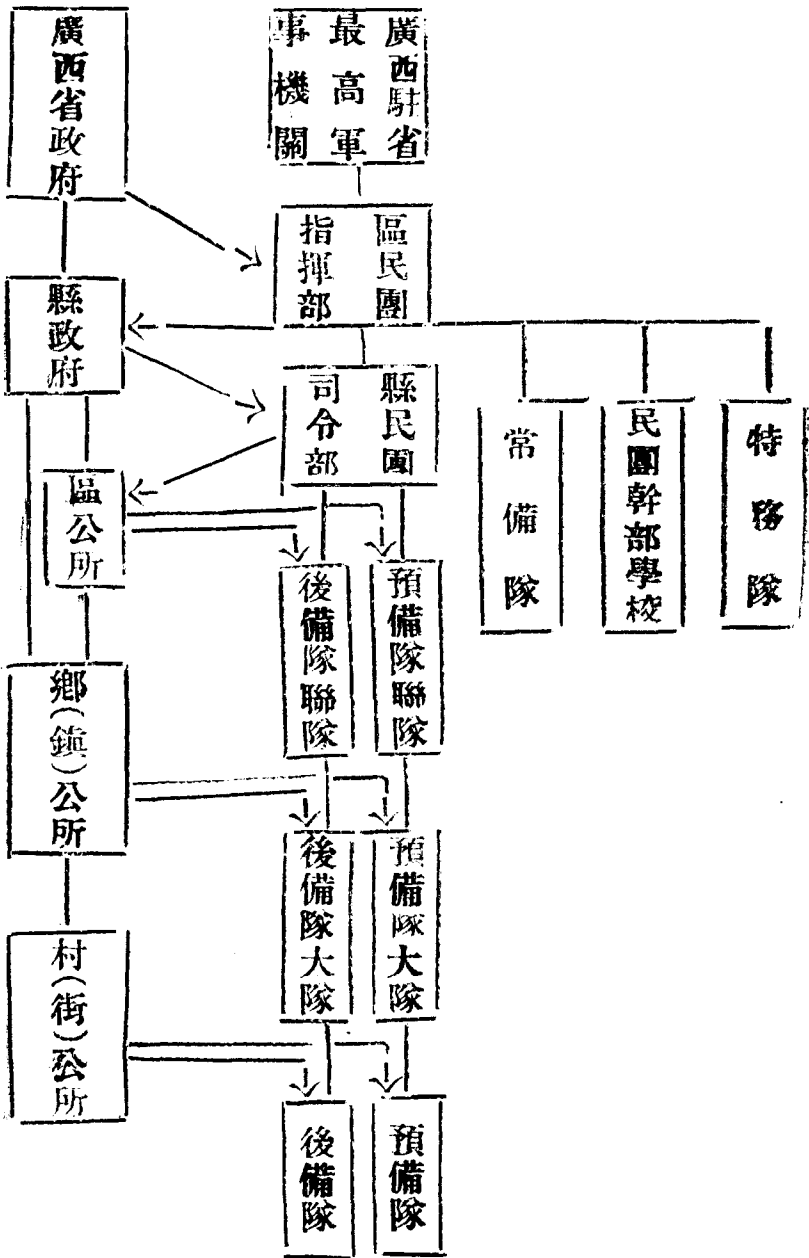 廣西駐省
最高軍
事機關
廣西省政府
區民團
指揮部
縣政府
縣民團
司令部
特務隊
民團幹部學校
常備隊
區公所
預備隊聯隊
後備隊聯隊
鄉(鎮)公所
預備隊大隊
後備隊大隊
村(街)公所
預備隊
後備隊